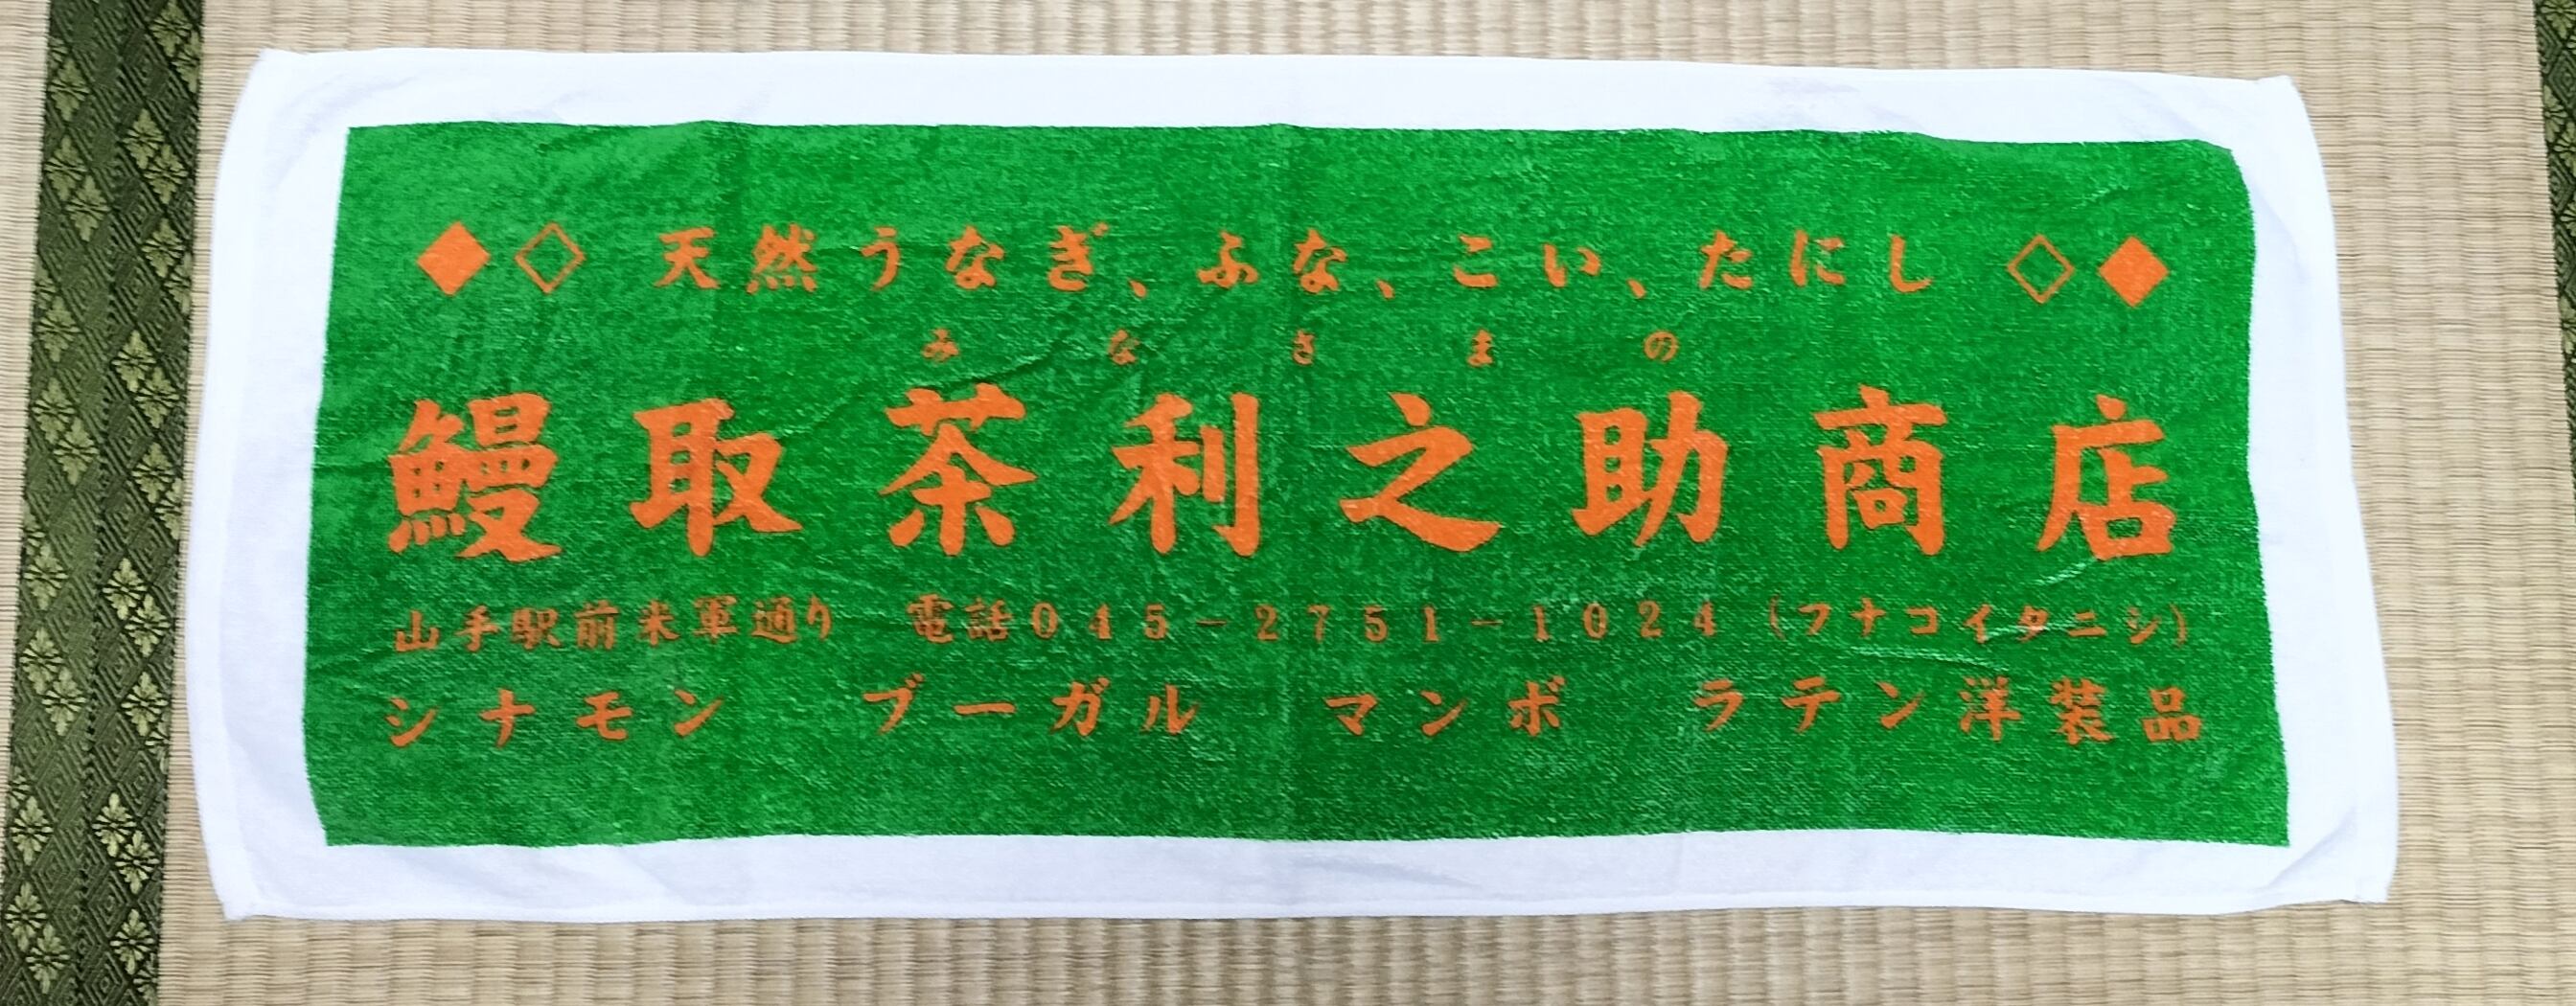 ◆◇ 天然うなぎ、ふな、こい、たにし ◇◆
みなさまの
鰻取茶利之助商店
山手駅前米軍通り 電話045-2751-1024(フナコイタニシ)
シナモン ブーガル マンボ ラテン洋装品